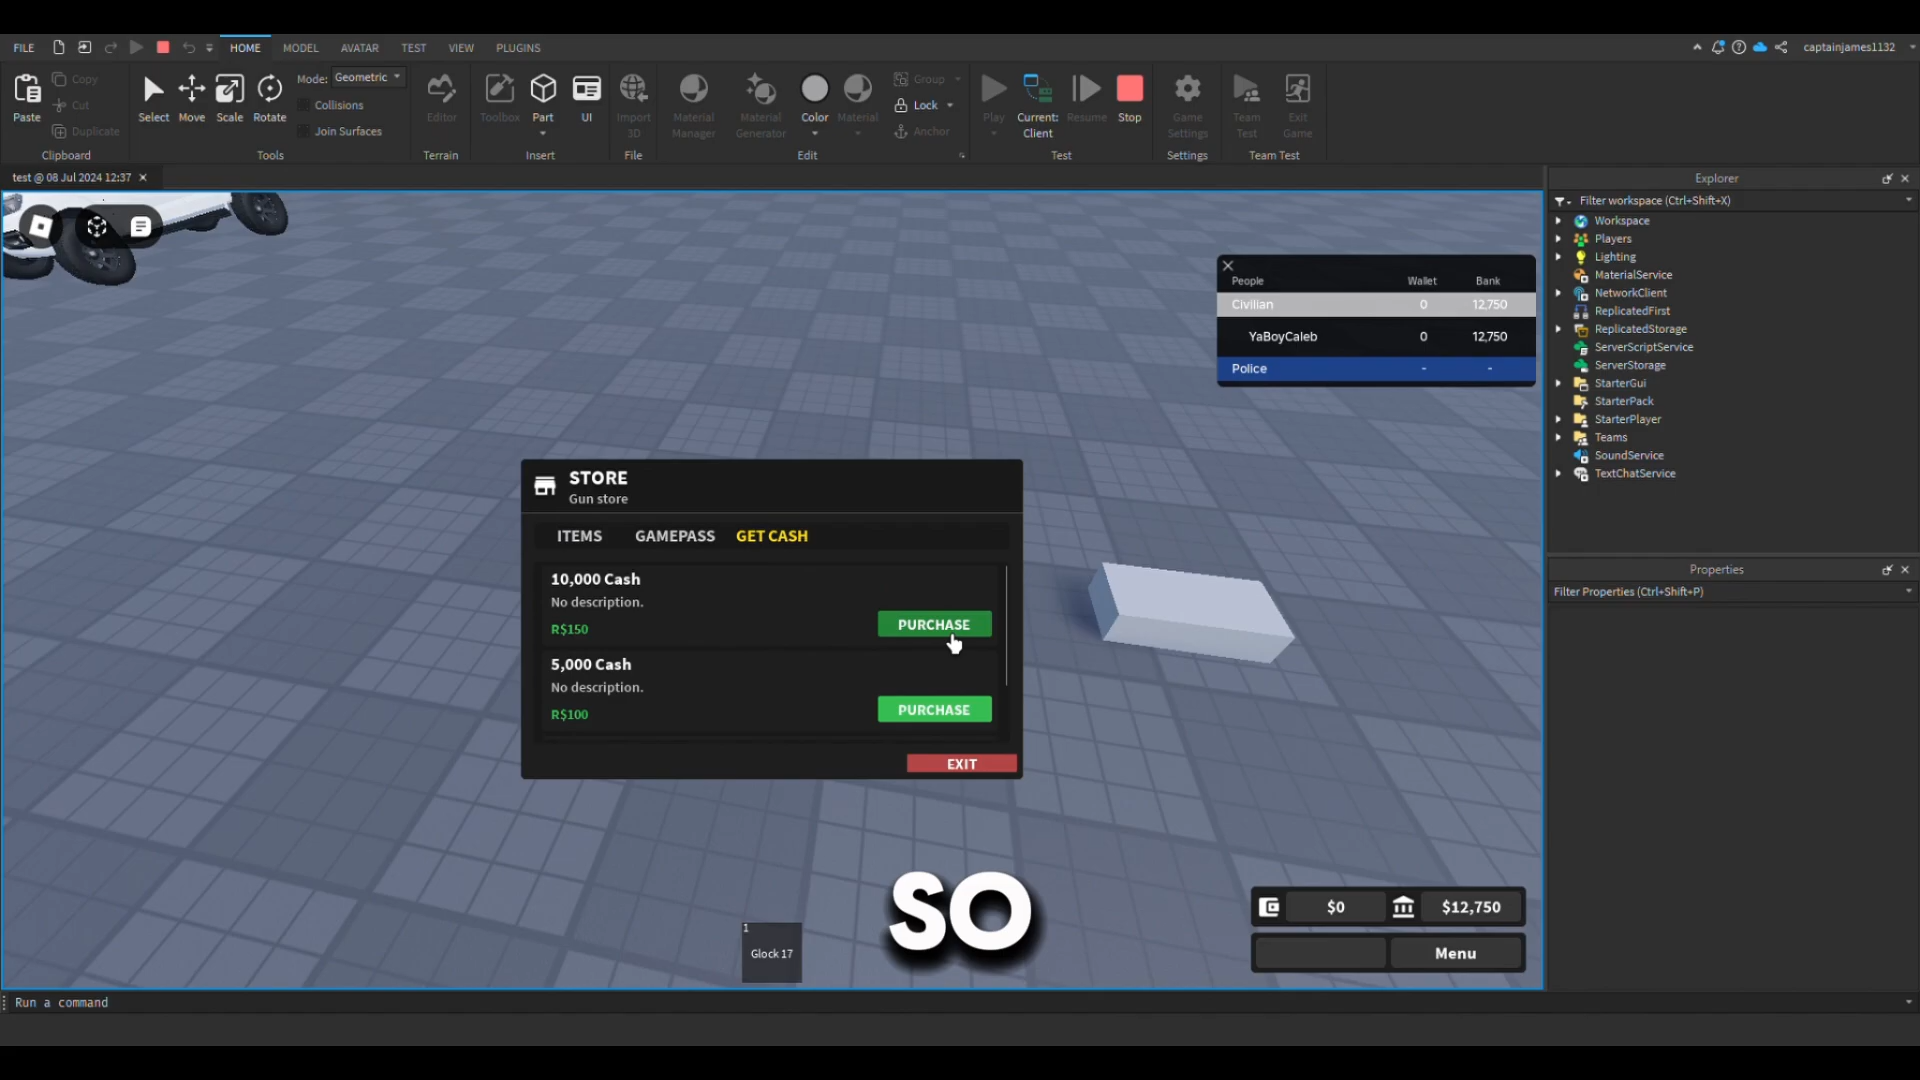 FILE HOME MODEL AVATAR TEST VIEW PLUGINS captainjames1132
Paste Copy Cut Duplicate Clipboard
Select Move Scale Rotate Mode: Geometric Collisions Join Surfaces Tools
Editor Terrain
Toolbox Part UI Insert
Import 3D File
Material Manager Material Generator Color Material Group Lock Anchor Edit
Play Current: Client Resume Stop Test
Game Settings Settings
Team Test Exit Game Team Test
test @ 08 Jul 2024 12:37
People Wallet Bank
Civilian 0 12,750
YaBoyCaleb 0 12,750
Police - -
STORE
Gun store
ITEMS GAMEPASS GET CASH
10,000 Cash
No description.
R$150 PURCHASE
5,000 Cash
No description.
R$100 PURCHASE
EXIT
SO
1
Glock 17
$0 $12,750
Menu
Explorer
Filter workspace (Ctrl+Shift+X)
Workspace
Players
Lighting
MaterialService
NetworkClient
ReplicatedFirst
ReplicatedStorage
ServerScriptService
ServerStorage
StarterGui
StarterPack
StarterPlayer
Teams
SoundService
TextChatService
Properties
Filter Properties (Ctrl+Shift+P)
Run a command